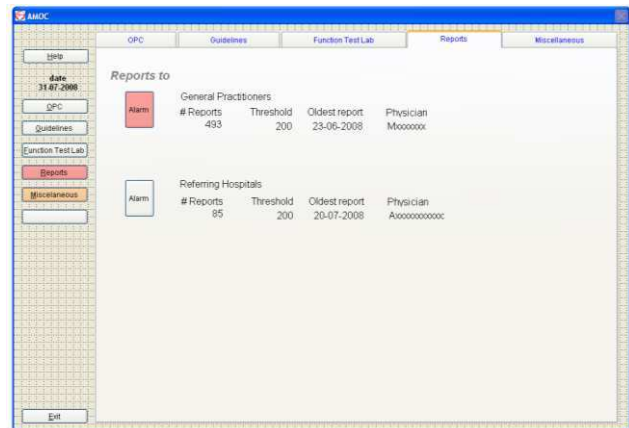 AMOC
OPC Guidelines Function Test Lab Reports Miscellaneous
Help
date
31-07-2008
OPC
Guidelines
Function Test Lab
Reports
Miscellaneous
Exit
Reports to
Alarm
General Practitioners
# Reports Threshold Oldest report Physician
493 200 23-06-2008
Alarm
Referring Hospitals
# Reports Threshold Oldest report Physician
85 200 20-07-2008